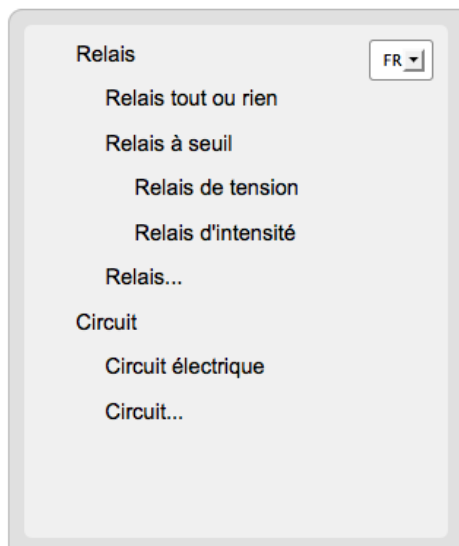 Relais
FR
Relais tout ou rien
Relais à seuil
Relais de tension
Relais d'intensité
Relais...
Circuit
Circuit électrique
Circuit...